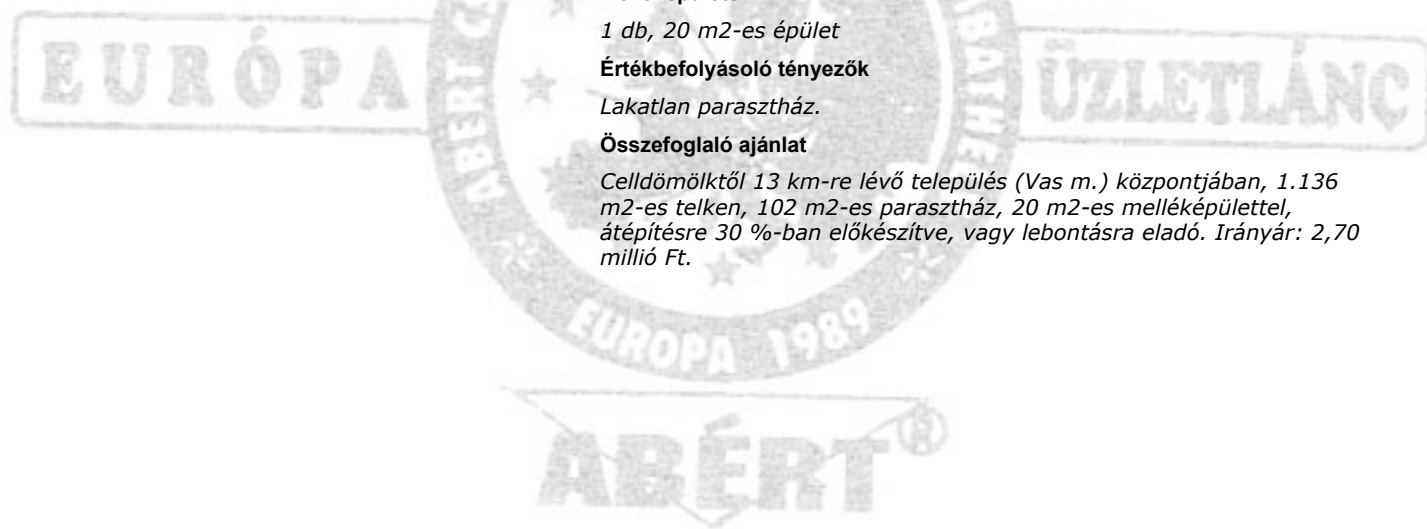 1 db, 20 m2-es épület
Értékbefolyásoló tényezők
Lakatlan parasztház.
Összefoglaló ajánlat
Celldömölktől 13 km-re lévő település (Vas m.) központjában, 1.136
m2-es telken, 102 m2-es parasztház, 20 m2-es melléképülettel,
átépítésre 30 %-ban előkészítve, vagy lebontásra eladó. Irányár: 2,70
millió Ft.
EURÓPA
ÜZLETLÁNC
EUROPA 1989
ABÉRT®